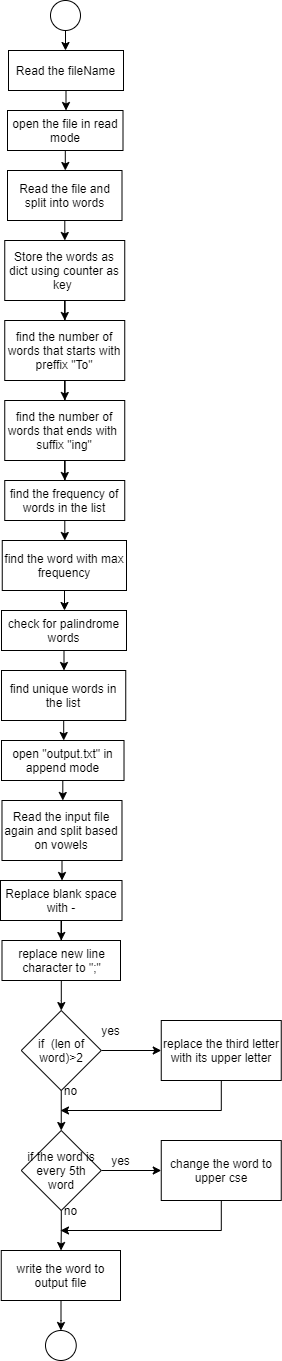 Read the fileName
open the file in read
mode
Read the file and
split into words
Store the words as
dict using counter as
key
find the number of
words that starts with
preffix "To"
find the number of
words that ends with
suffix "ing"
find the frequency of
words in the list
find the word with max
frequency
check for palindrome
words
find unique words in
the list
open "output.txt" in
append mode
Read the input file
again and split based
on vowels
Replace blank space
with -
replace new line
character to ";"
if (len of
word)>2
yes
replace the third letter
with its upper letter
no
if the word is
every 5th
word
yes
change the word to
upper cse
no
write the word to
output file